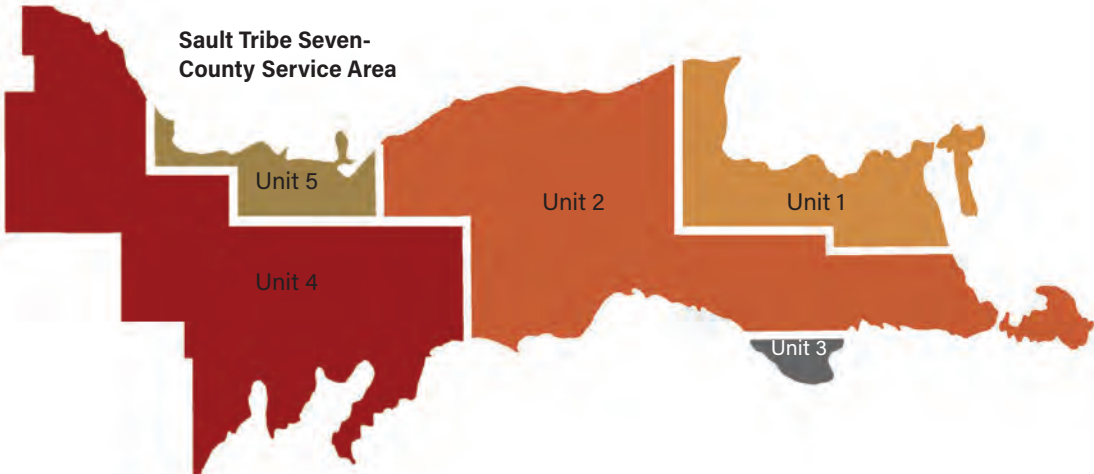 Sault Tribe Seven-
County Service Area
Unit 5
Unit 2
Unit 1
Unit 4
Unit 3